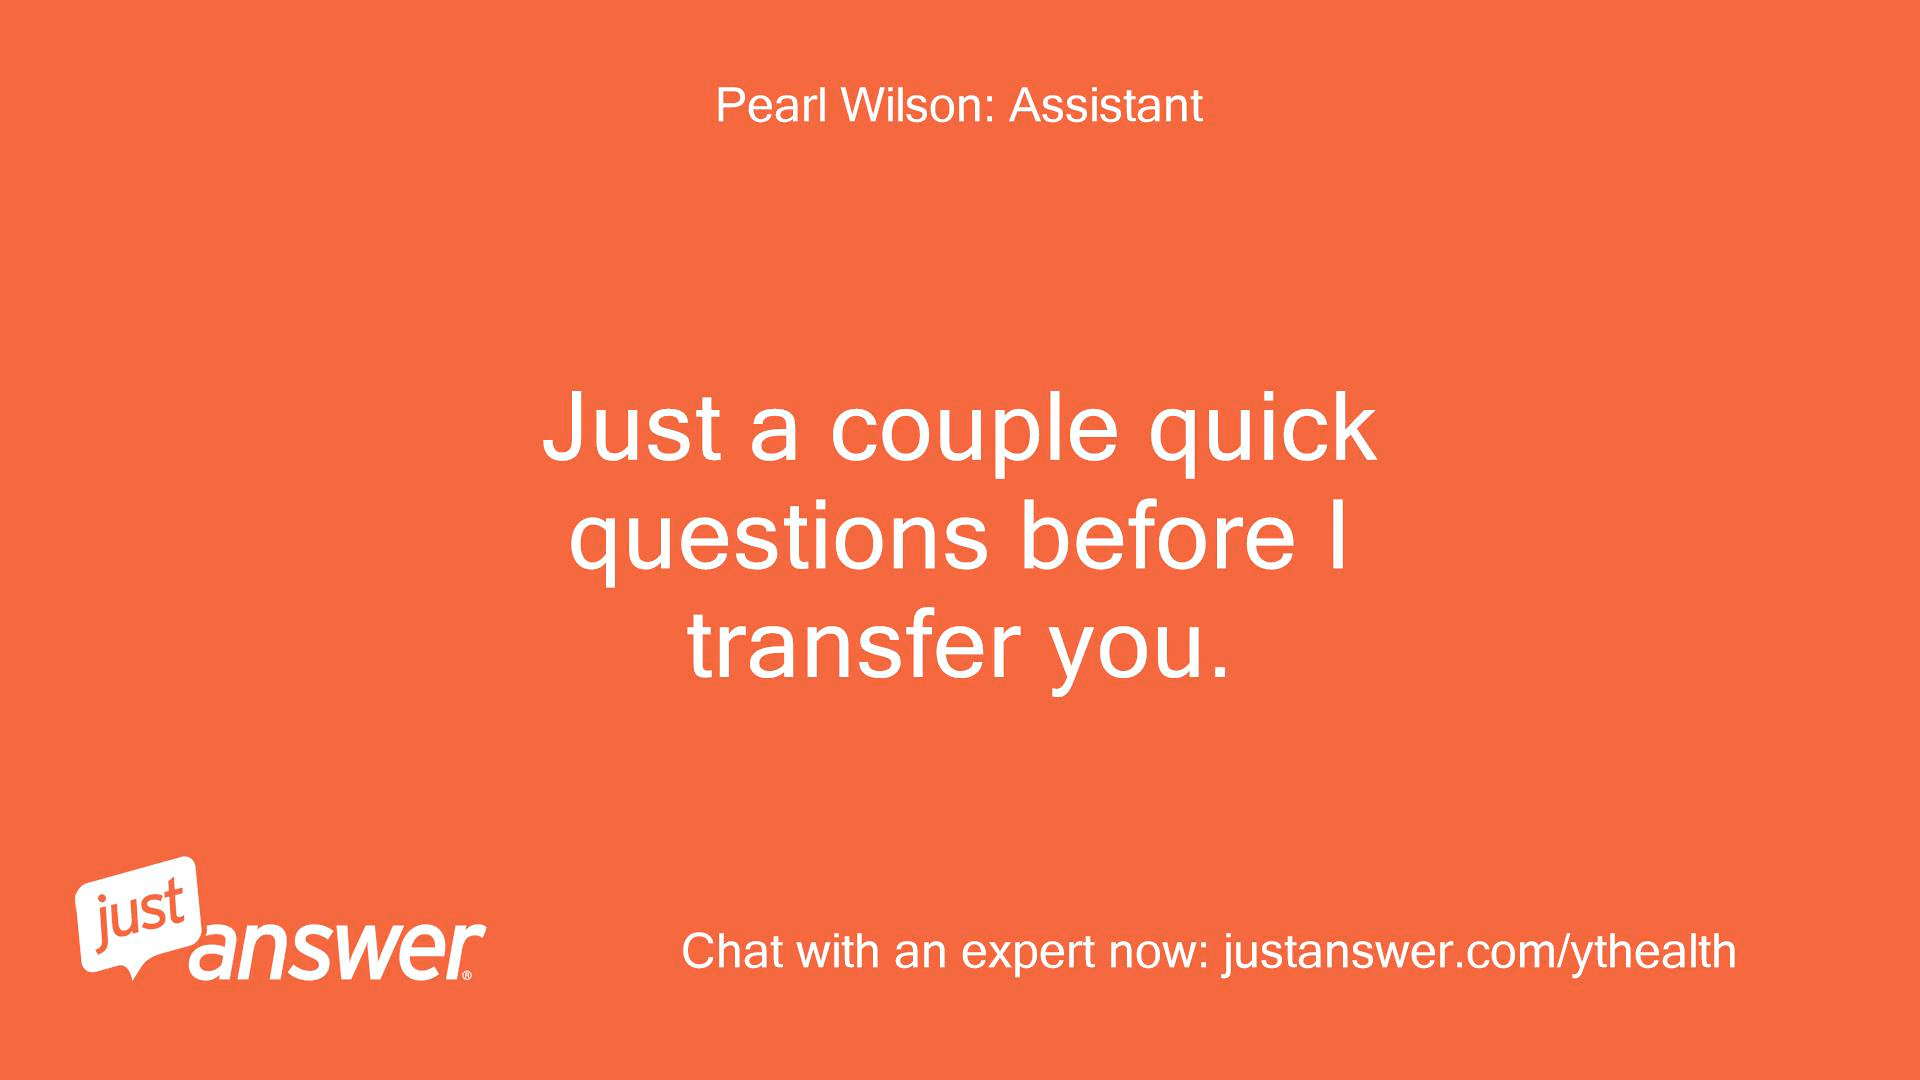 Pearl Wilson: Assistant
Just a couple quick
questions before I
transfer you.
just
answer®
Chat with an expert now: justanswer.com/ythealth